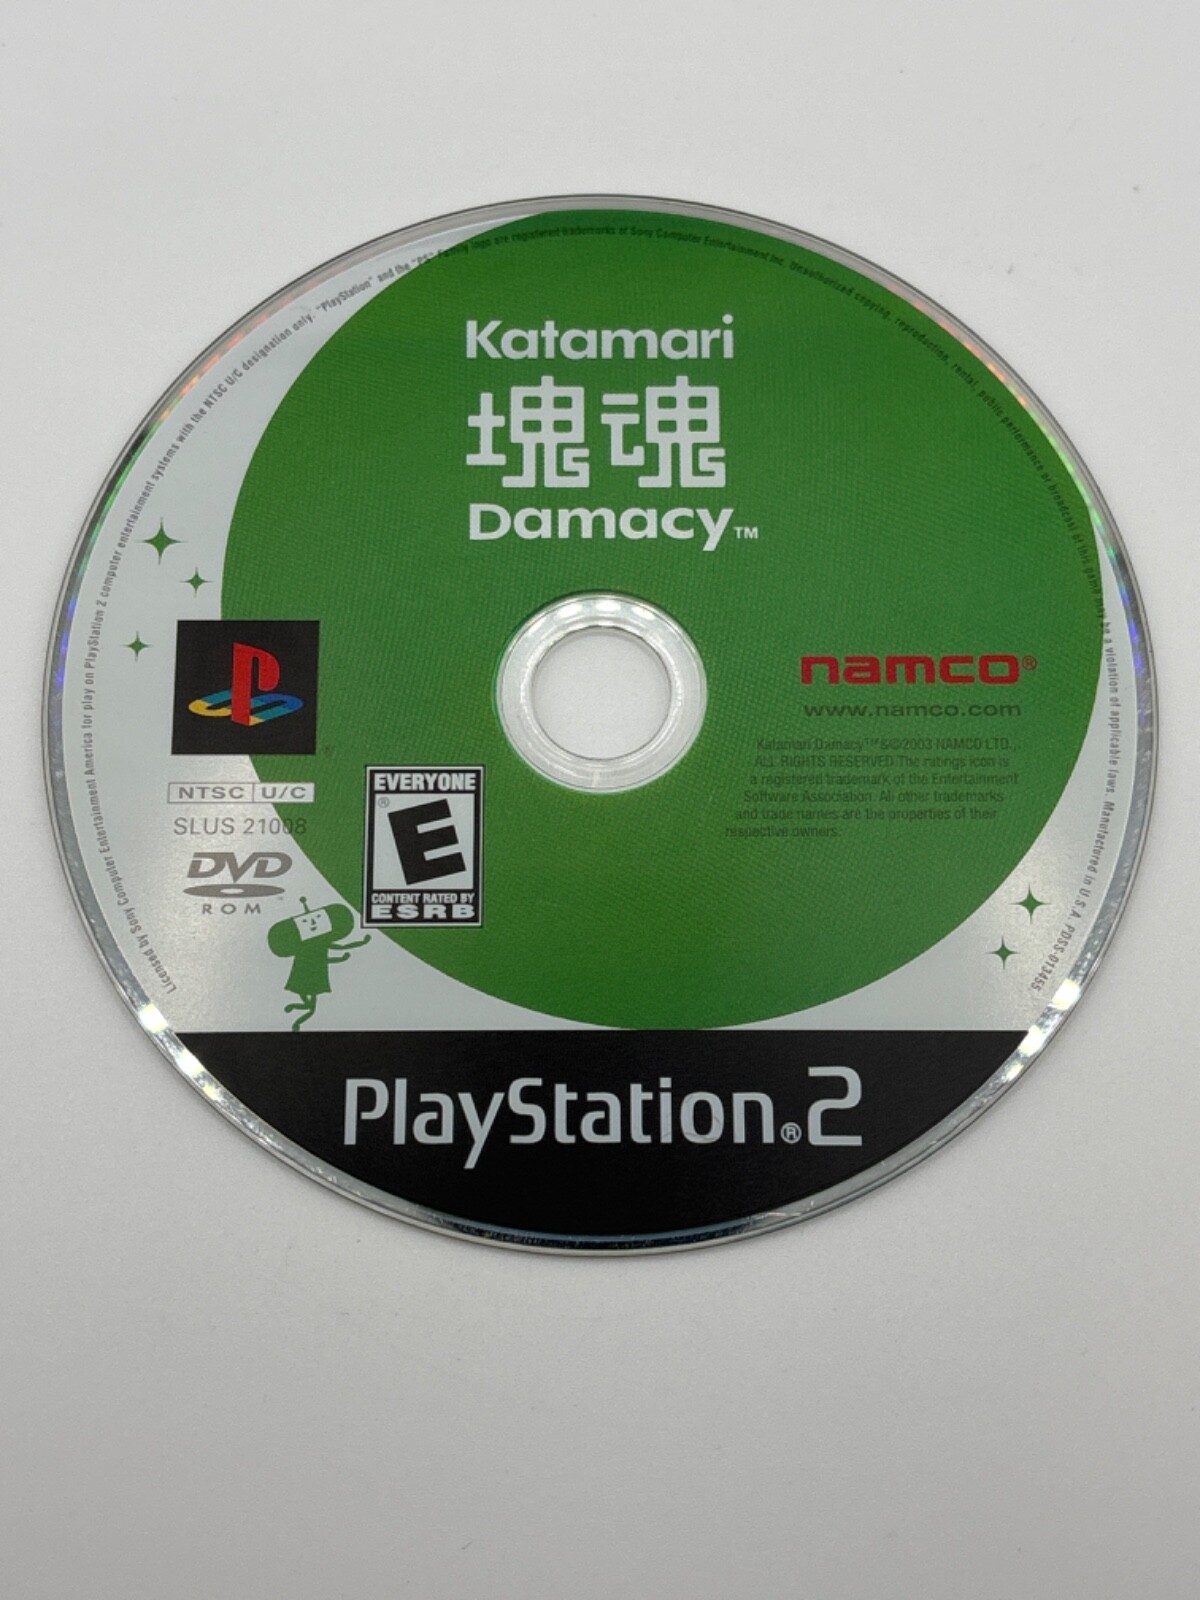 Katamari
塊魂
Damacy™
namco®
www.namco.com
Katamari Damacy™&©2003 NAMCO LTD.,
ALL RIGHTS RESERVED The ratings icon is
a registered trademark of the Entertainment
Software Association. All other trademarks
and trade names are the properties of their
respective owners.
NTSC U/C
SLUS 21008
DVD
ROM
EVERYONE
E
®
CONTENT RATED BY
ESRB
PlayStation®2
Licensed by Sony Computer Entertainment America for play on PlayStation 2 computer entertainment systems with the NTSC U/C designation only. "PlayStation" and the "PS" Family logo are registered trademarks of Sony Computer Entertainment Inc. Unauthorized copying, reproduction, rental, public performance or broadcast of this game may be a violation of applicable laws. Manufactured in U.S.A. PDSS-013455